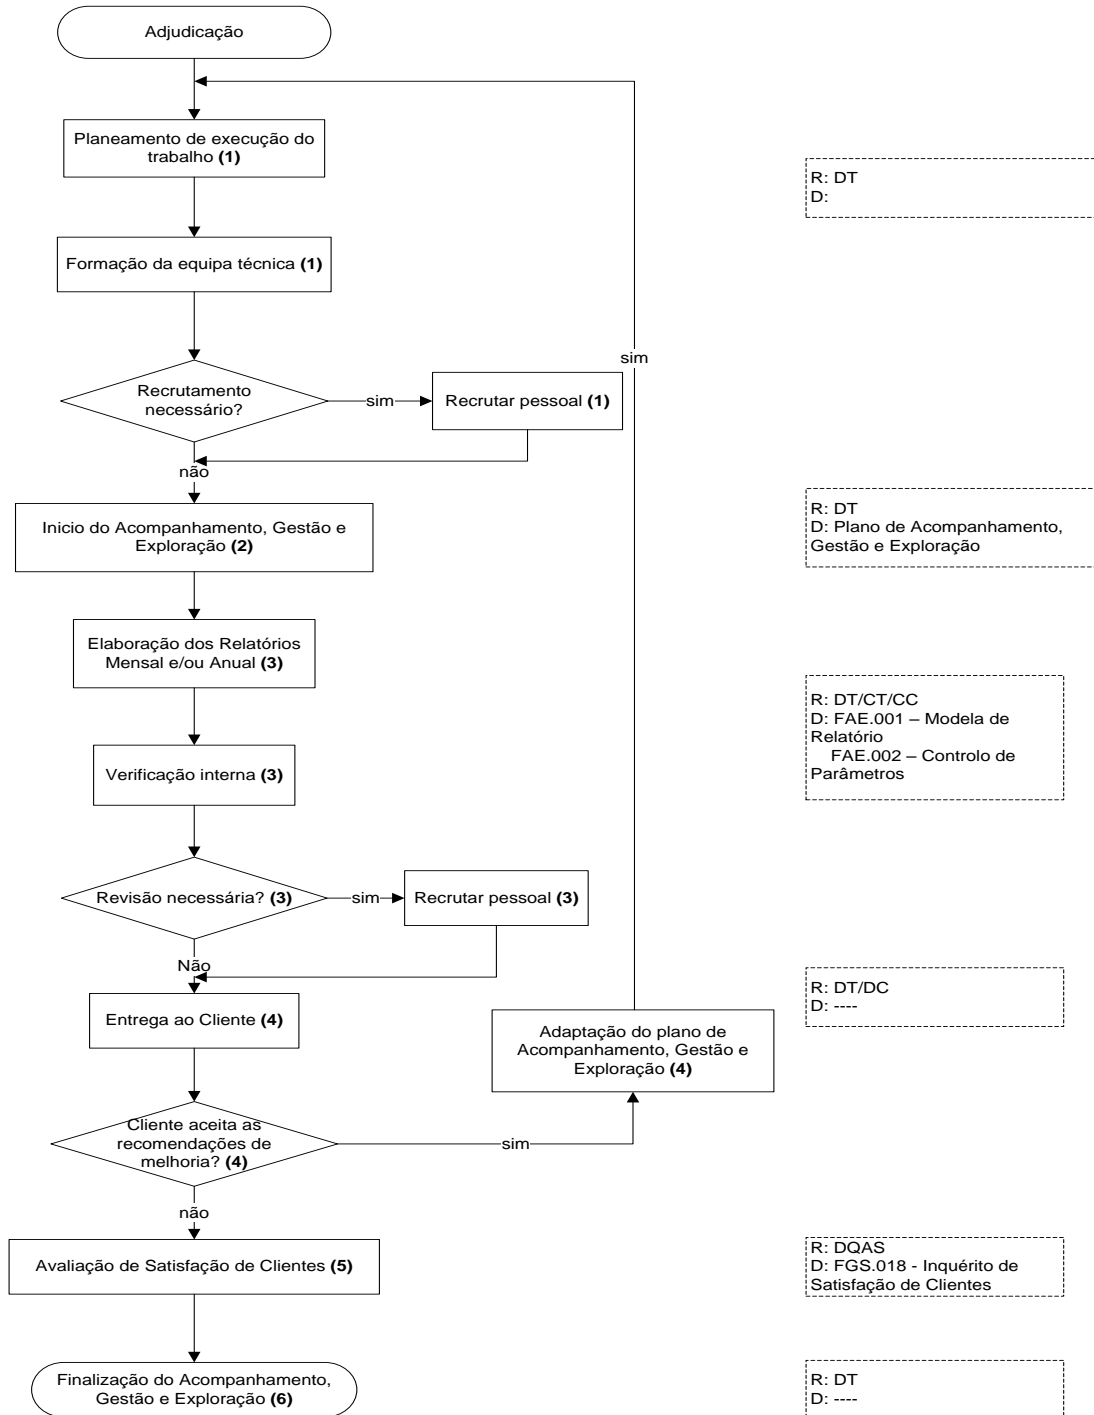 Adjudicação
Planeamento de execução do
trabalho (1)
R: DT
D:
Formação da equipa técnica (1)
sim
Recrutamento
necessário?
sim
Recrutar pessoal (1)
não
Inicio do Acompanhamento, Gestão e
Exploração (2)
R: DT
D: Plano de Acompanhamento,
Gestão e Exploração
Elaboração dos Relatórios
Mensal e/ou Anual (3)
R: DT/CT/CC
D: FAE.001 – Modela de
Relatório
FAE.002 – Controlo de
Parâmetros
Verificação interna (3)
Revisão necessária? (3)
sim
Recrutar pessoal (3)
Não
Entrega ao Cliente (4)
R: DT/DC
D: ----
Adaptação do plano de
Acompanhamento, Gestão e
Exploração (4)
Cliente aceita as
recomendações de
melhoria? (4)
sim
não
Avaliação de Satisfação de Clientes (5)
R: DQAS
D: FGS.018 - Inquérito de
Satisfação de Clientes
Finalização do Acompanhamento,
Gestão e Exploração (6)
R: DT
D: ----